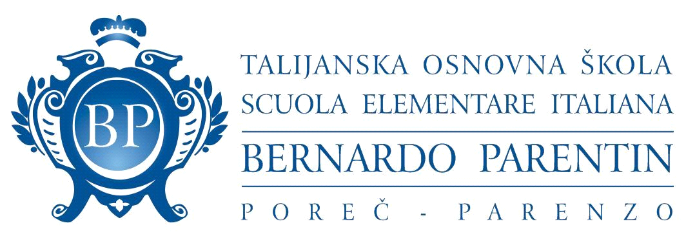 BP
TALIJANSKA OSNOVNA ŠKOLA
SCUOLA ELEMENTARE ITALIANA
BERNARDO PARENTIN
POREČ - PARENZO